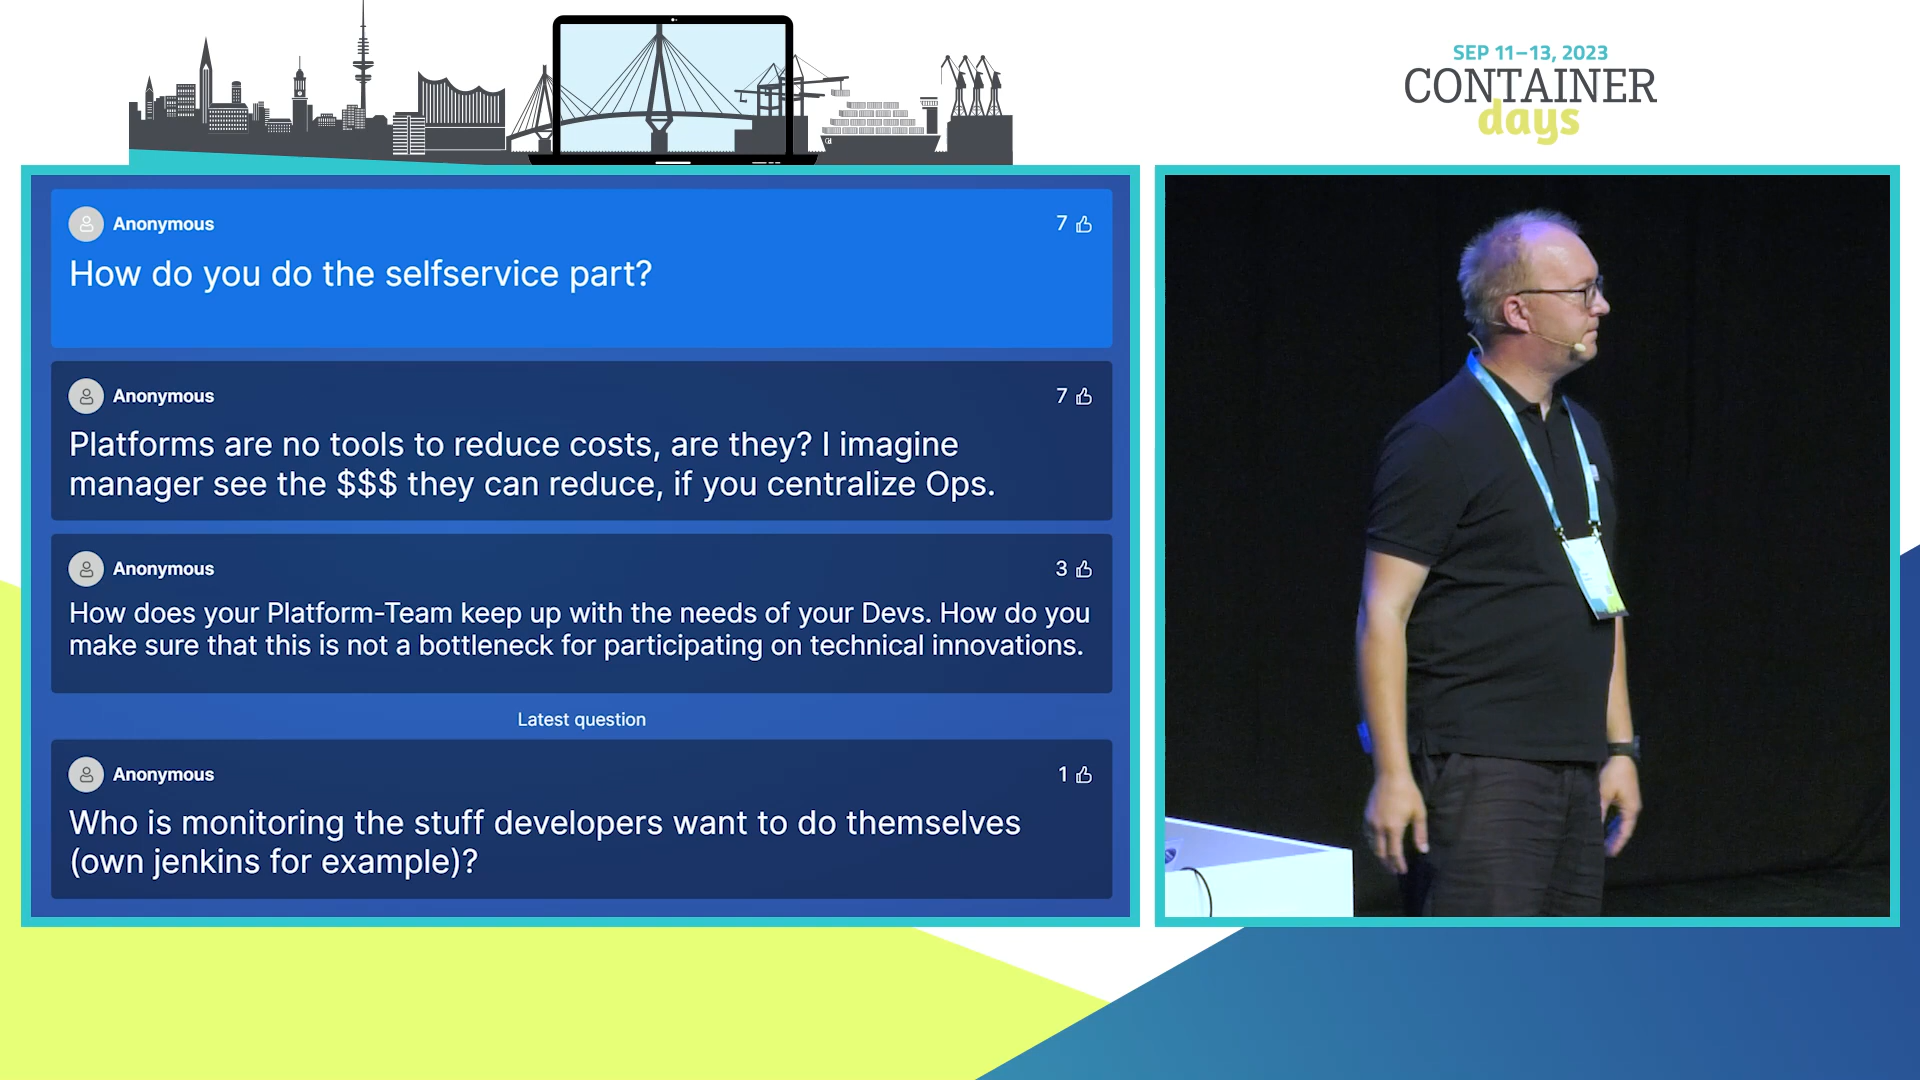 SEP 11–13, 2023
CONTAINER
days
Anonymous
7
How do you do the selfservice part?
Anonymous
7
Platforms are no tools to reduce costs, are they? I imagine
manager see the $$$ they can reduce, if you centralize Ops.
Anonymous
3
How does your Platform-Team keep up with the needs of your Devs. How do you
make sure that this is not a bottleneck for participating on technical innovations.
Latest question
Anonymous
1
Who is monitoring the stuff developers want to do themselves
(own jenkins for example)?